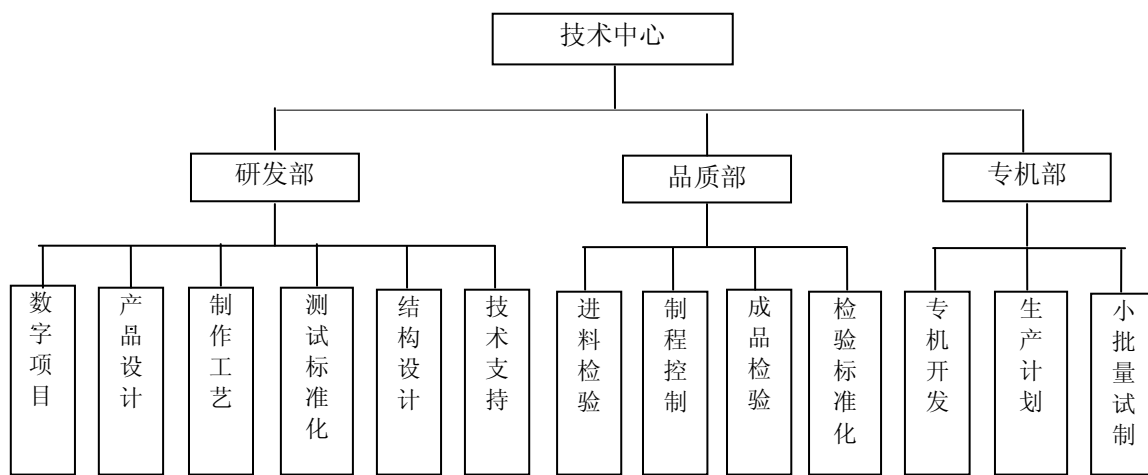 技术中心
研发部
品质部
专机部
数字项目
产品设计
制作工艺
测试标准化
结构设计
技术支持
进料检验
制程控制
成品检验
检验标准化
专机开发
生产计划
小批量试制